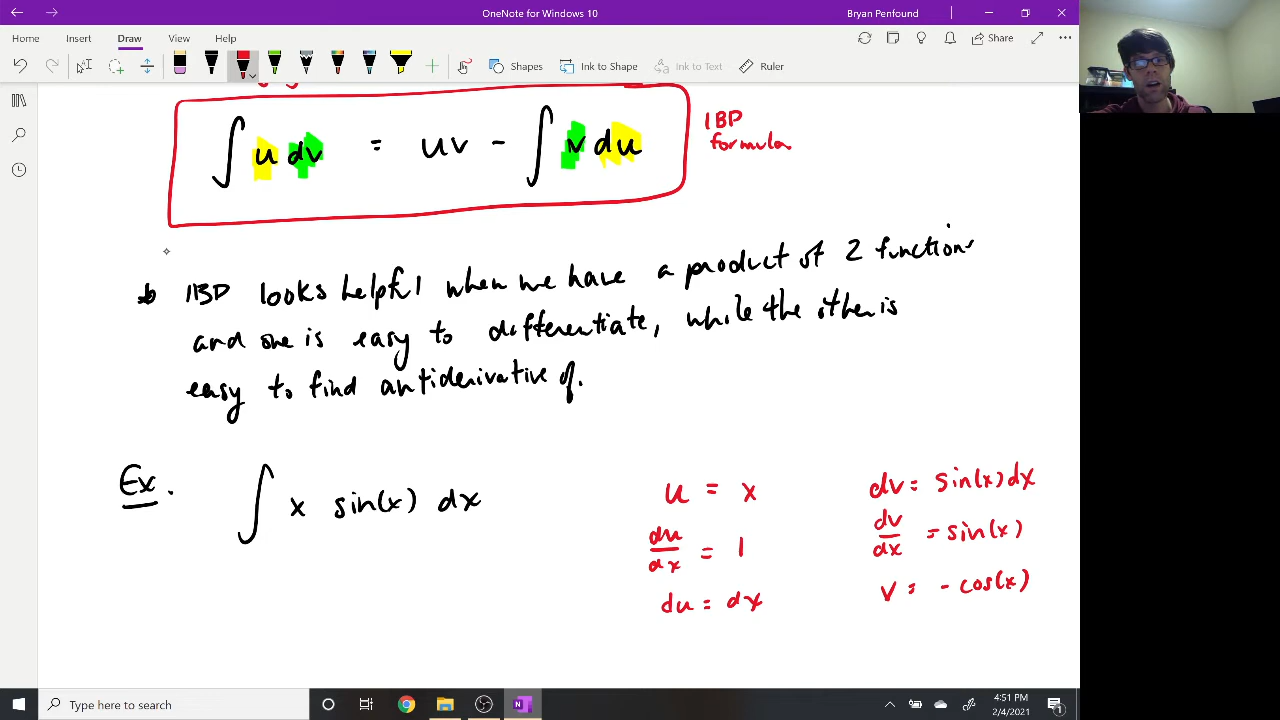 OneNote for Windows 10
Bryan Penfound
Home Insert Draw View Help
Share
Shapes Ink to Shape Ink to Text Ruler
∫ u dv = uv - ∫ v du
IBP
formula
IBP looks helpful when we have a product of 2 functions
and one is easy to differentiate, while the other is
easy to find antiderivative of.
Ex. ∫ x sin(x) dx
u = x
du/dx = 1
du = dx
dv = sin(x) dx
dv/dx = sin(x)
v = -cos(x)
Type here to search
4:51 PM
2/4/2021
1